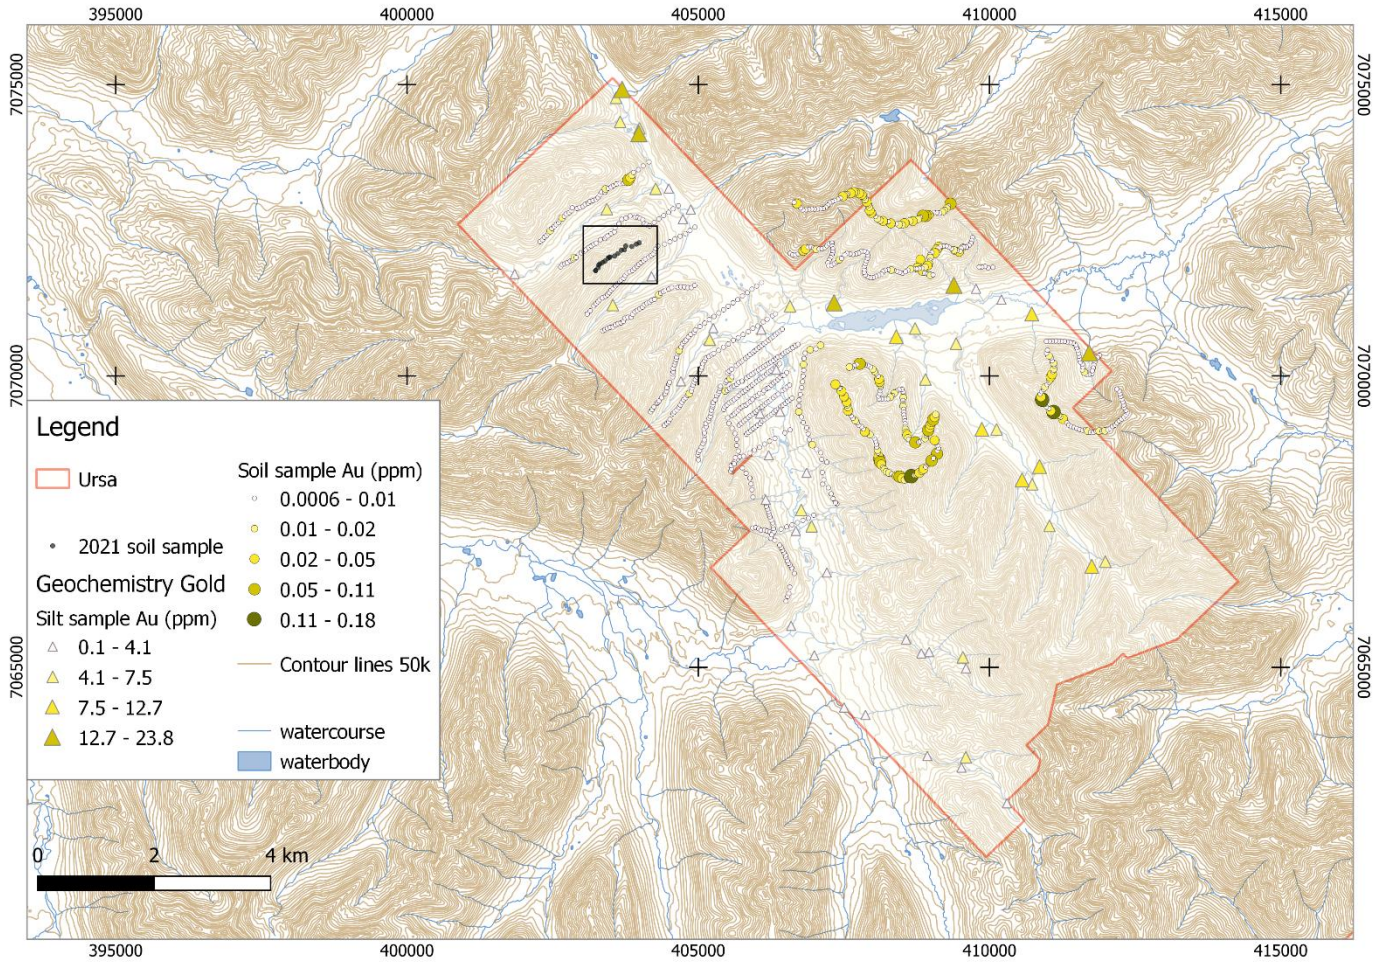 395000 400000 405000 410000 415000
7075000 7075000
7070000 7070000
7065000 7065000
Legend
Ursa
2021 soil sample
Geochemistry Gold
Silt sample Au (ppm)
0.1 - 4.1
4.1 - 7.5
7.5 - 12.7
12.7 - 23.8
Soil sample Au (ppm)
0.0006 - 0.01
0.01 - 0.02
0.02 - 0.05
0.05 - 0.11
0.11 - 0.18
Contour lines 50k
watercourse
waterbody
0 2 4 km
395000 400000 405000 410000 415000